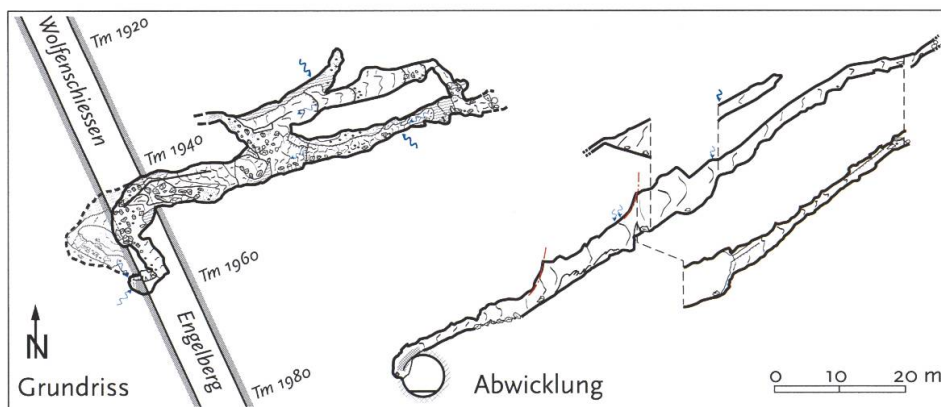 Wolfenschiessen
Tm 1920
Tm 1940
Tm 1960
Engelberg
Tm 1980
N
Grundriss
Abwicklung
0 10 20 m